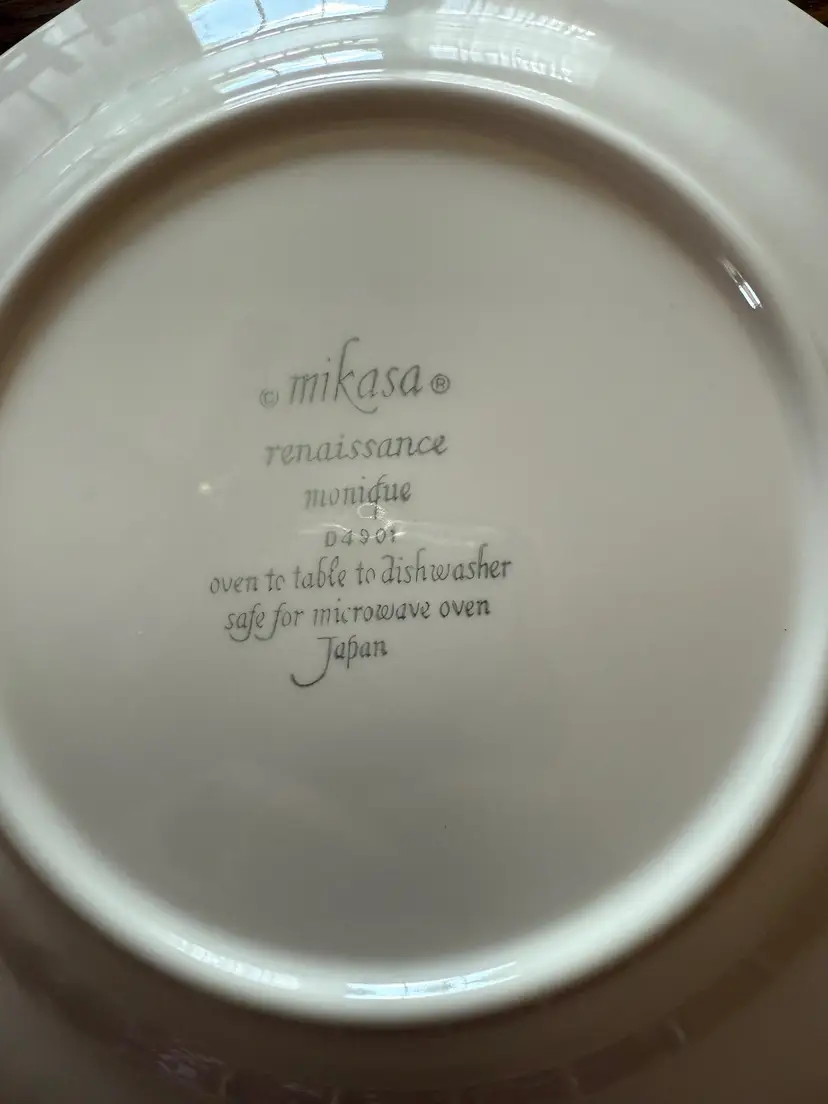 © mikasa ®
renaissance
monique
D4901
oven to table to dishwasher
safe for microwave oven
Japan